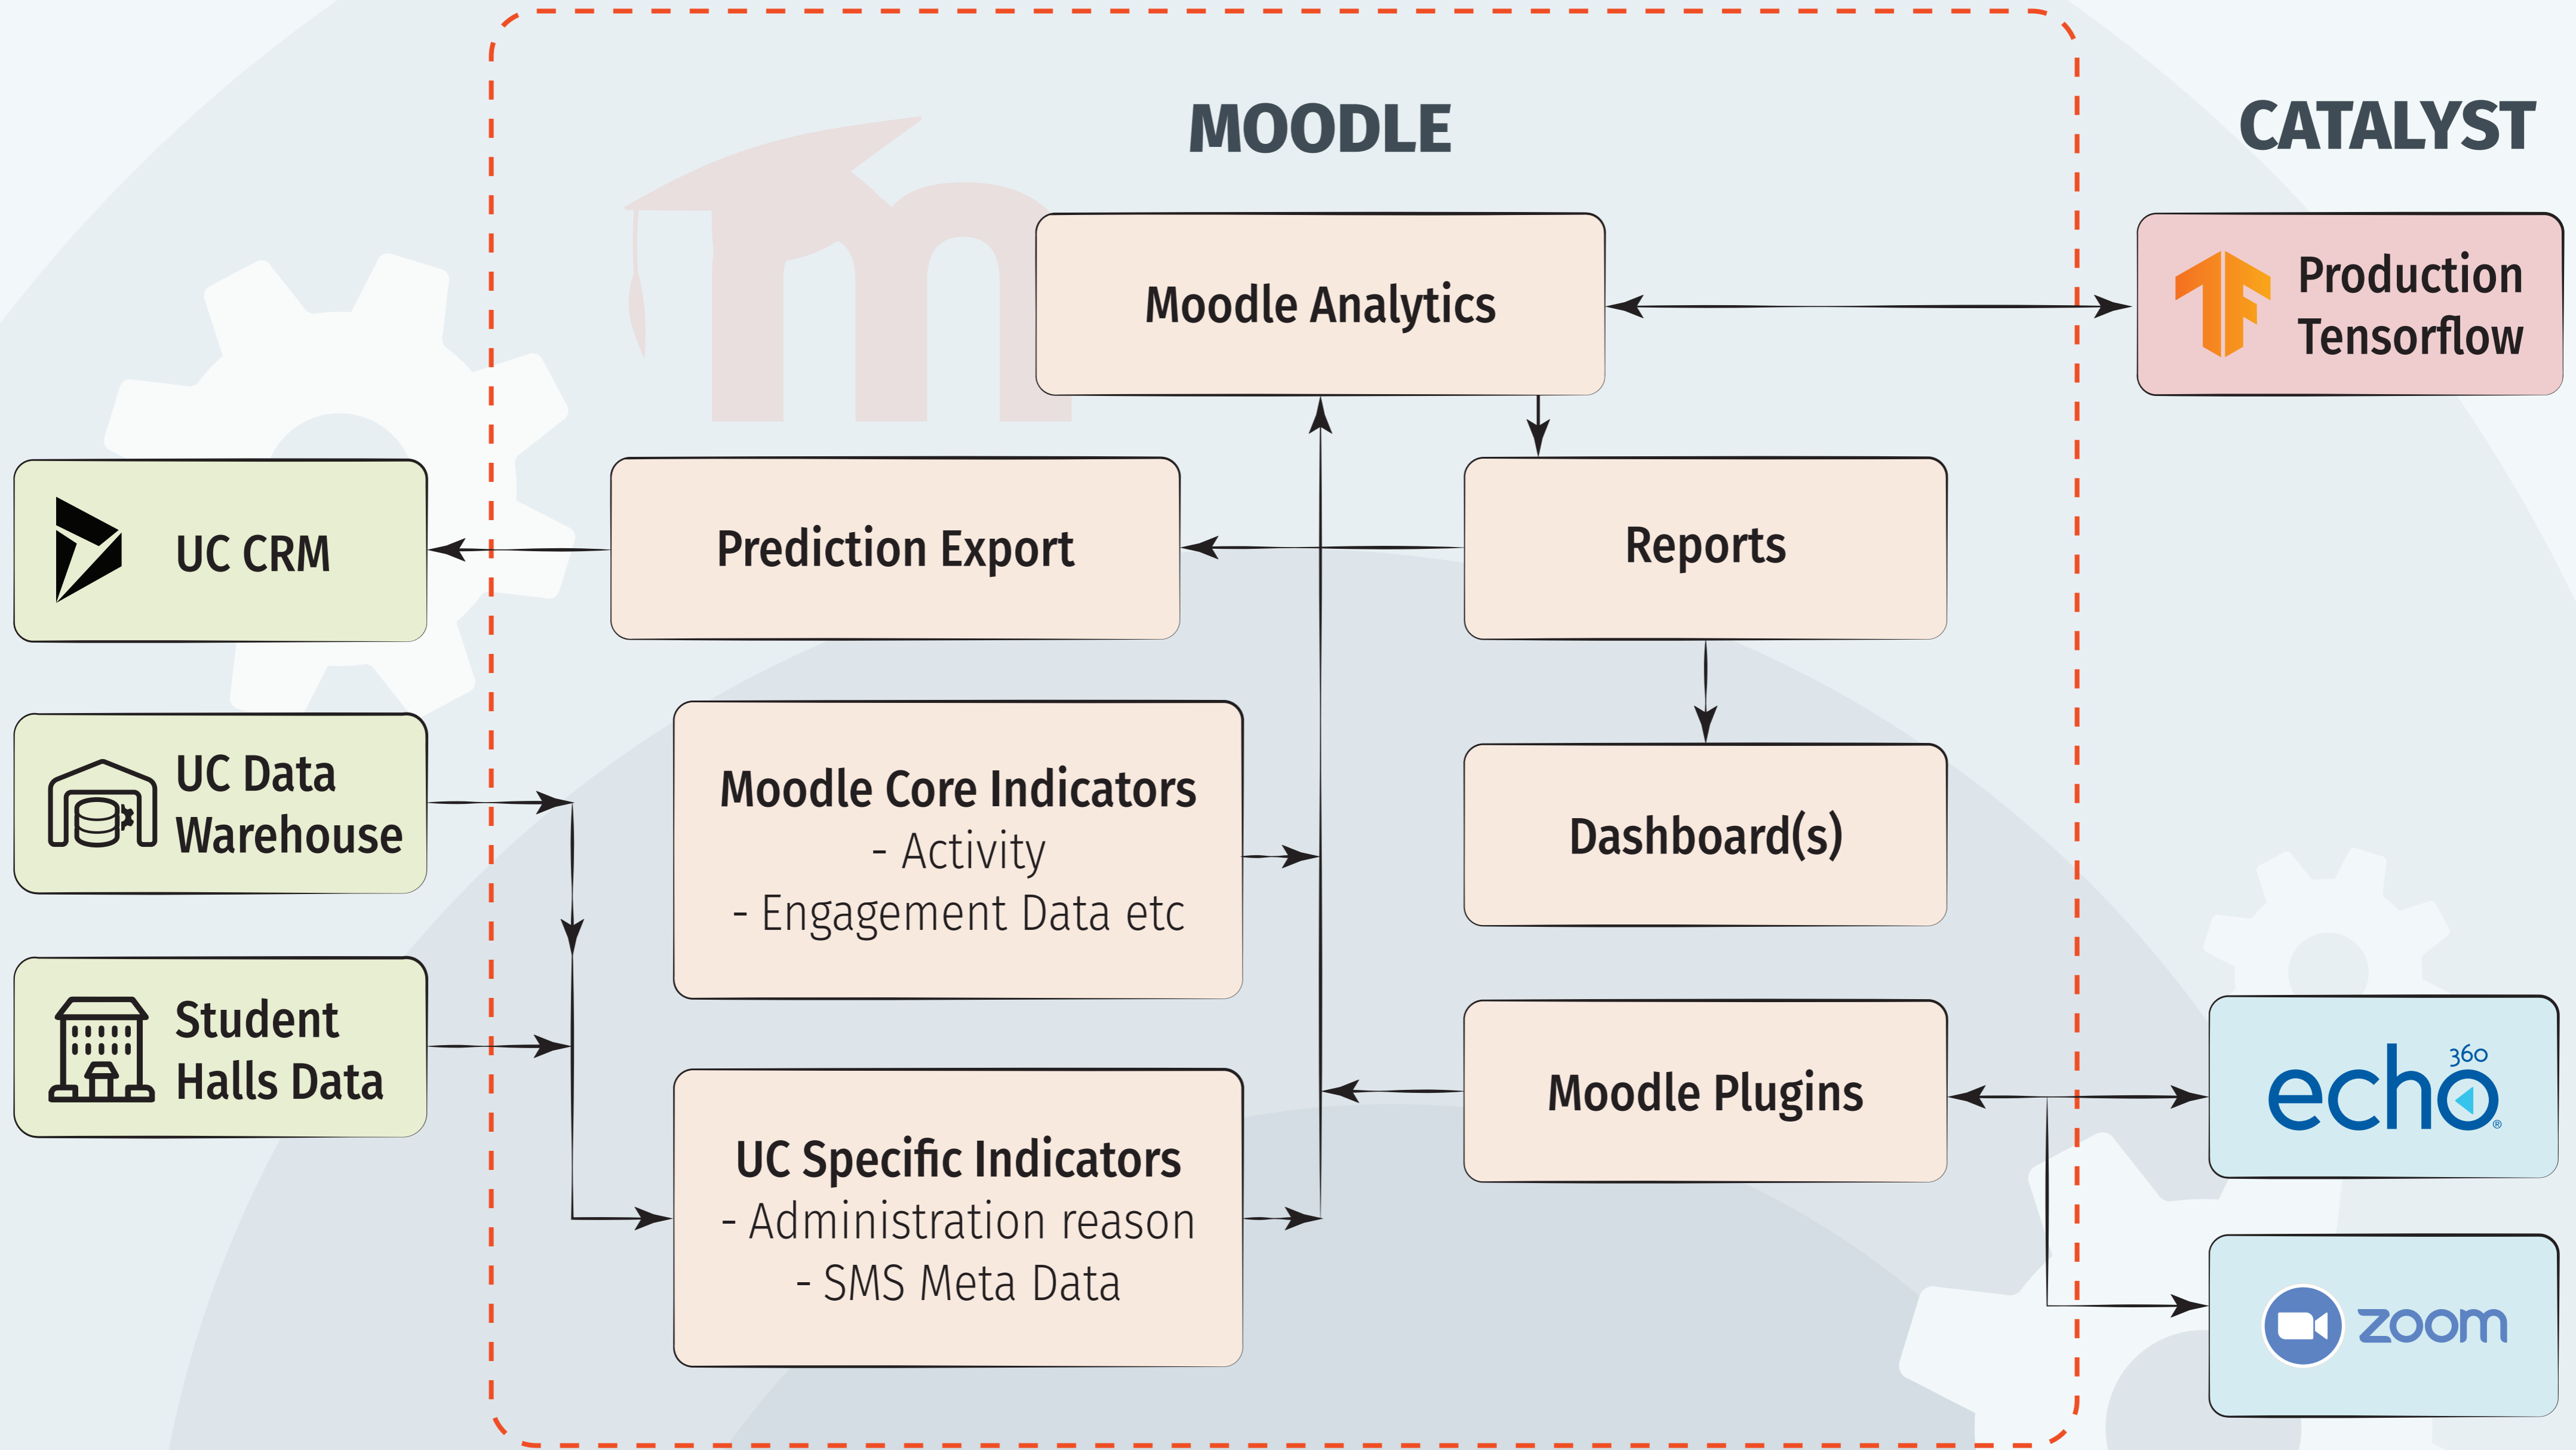 MOODLE
CATALYST
Moodle Analytics
Production
Tensorflow
UC CRM
Prediction Export
Reports
UC Data
Warehouse
Moodle Core Indicators
- Activity
- Engagement Data etc
Dashboard(s)
Student
Halls Data
UC Specific Indicators
- Administration reason
- SMS Meta Data
Moodle Plugins
360
echo®
zoom